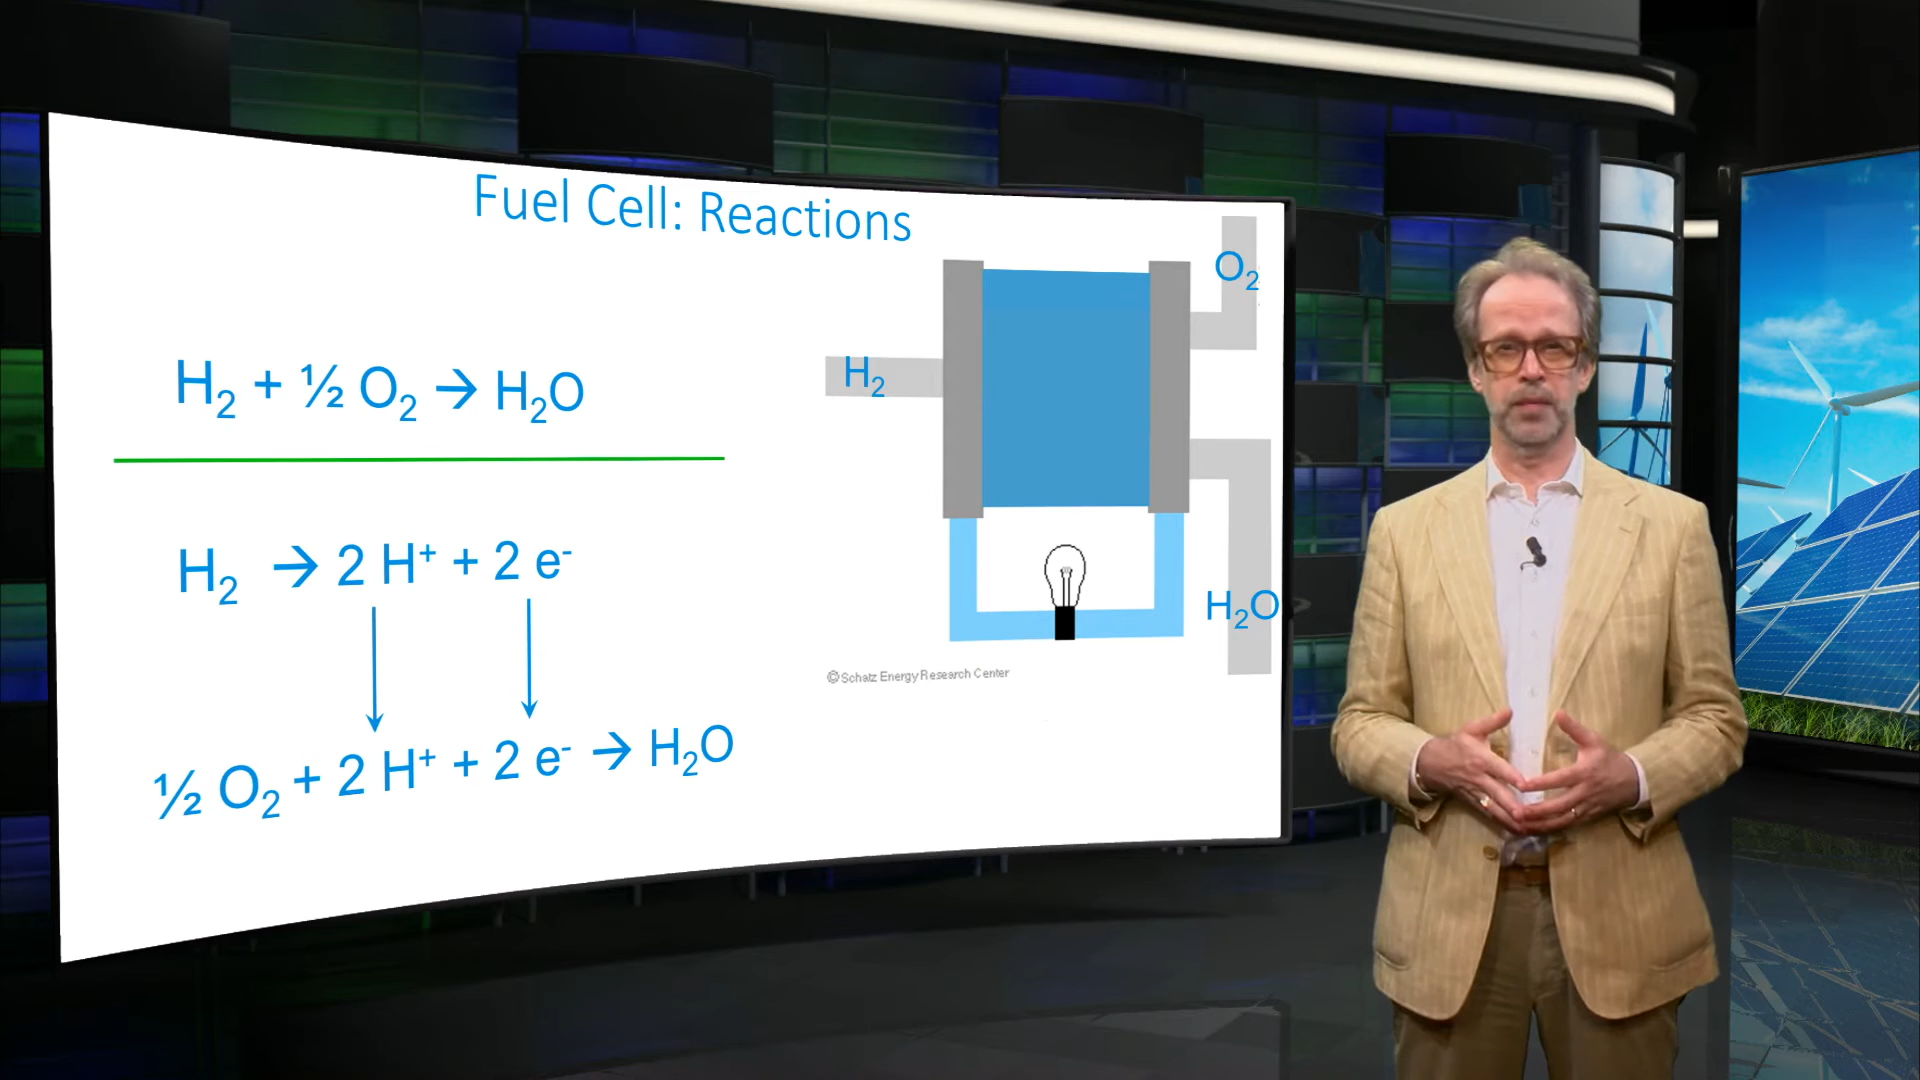 Fuel Cell: Reactions
H₂ + ½ O₂ → H₂O
H₂ → 2 H⁺ + 2 e⁻
½ O₂ + 2 H⁺ + 2 e⁻ → H₂O
O₂
H₂
H₂O
©Schatz Energy Research Center